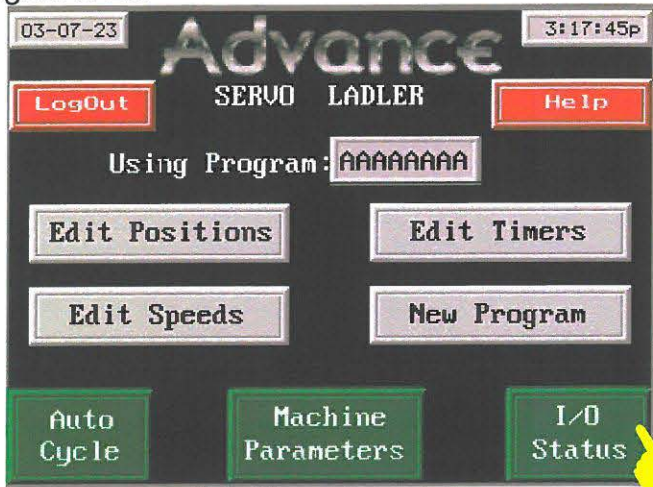 03-07-23
Advance
3:17:45p
LogOut
SERVO LADLER
Help
Using Program: AAAAAAAA
Edit Positions
Edit Timers
Edit Speeds
New Program
Auto
Cycle
Machine
Parameters
I/O
Status